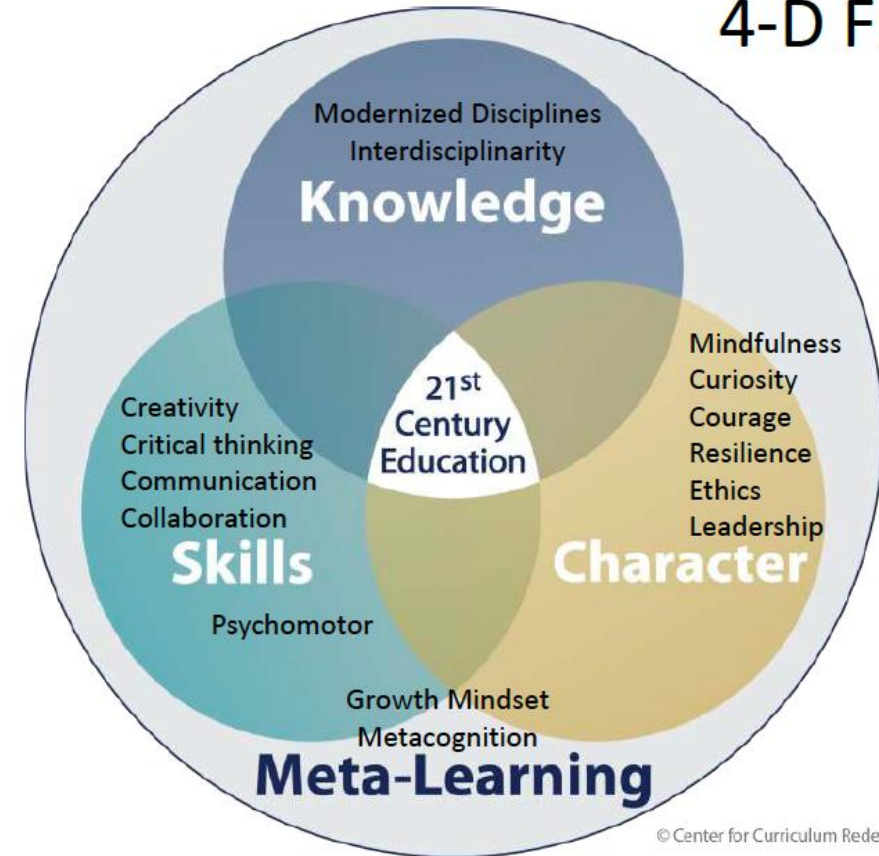 4-D F
Modernized Disciplines
Interdisciplinarity
Knowledge
Mindfulness
Curiosity
Courage
Resilience
Ethics
Leadership
Character
21st
Century
Education
Creativity
Critical thinking
Communication
Collaboration
Skills
Psychomotor
Growth Mindset
Metacognition
Meta-Learning
© Center for Curriculum Rede